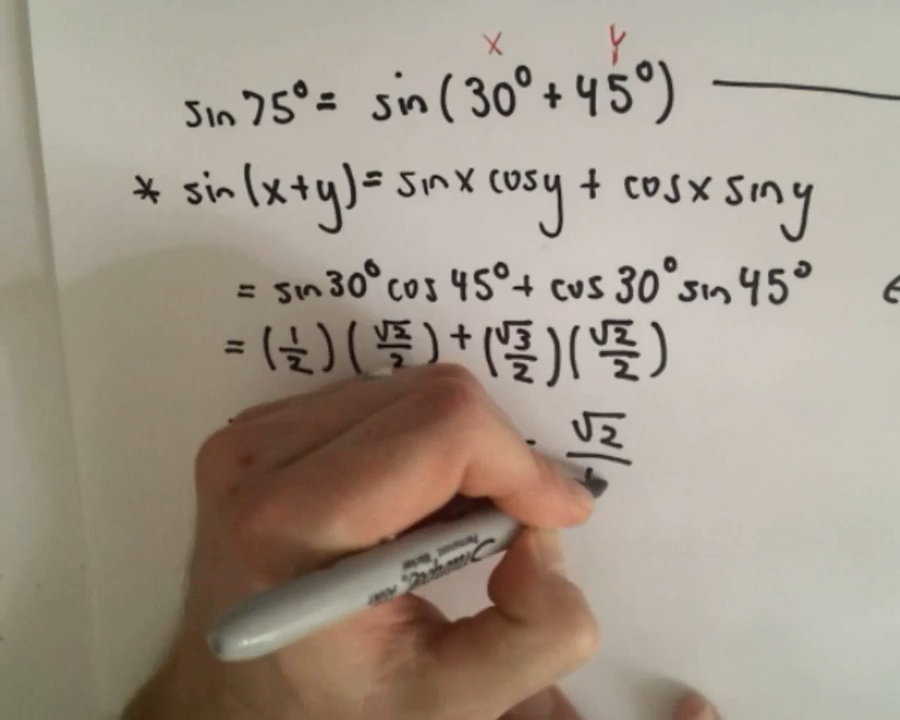 x y
sin 75° = sin(30° + 45°)
* sin(x+y) = sin x cos y + cos x sin y
= sin 30° cos 45° + cos 30° sin 45°
= (1/2)(√2/2) + (√3/2)(√2/2)
√2
Sharpie